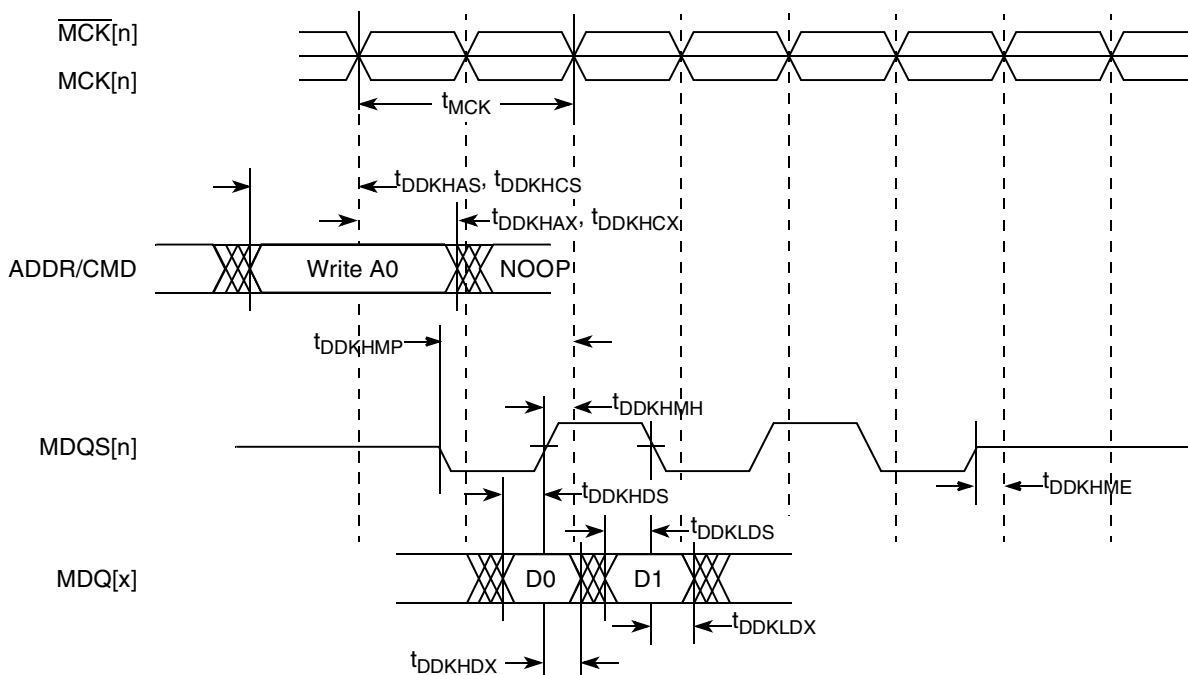 MCK[n]
MCK[n]
tMCK
tDDKHAS, tDDKHCS
tDDKHAX, tDDKHCX
ADDR/CMD
Write A0
NOOP
tDDKHMP
tDDKHMH
MDQS[n]
tDDKHME
tDDKHDS
tDDKLDS
MDQ[x]
D0
D1
tDDKLDX
tDDKHDX